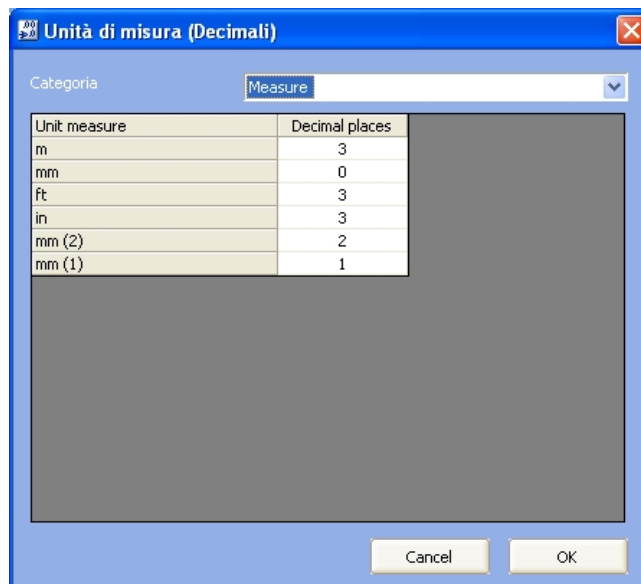 Unità di misura (Decimali)
Categoria Measure
Unit measure Decimal places
m 3
mm 0
ft 3
in 3
mm (2) 2
mm (1) 1
Cancel OK